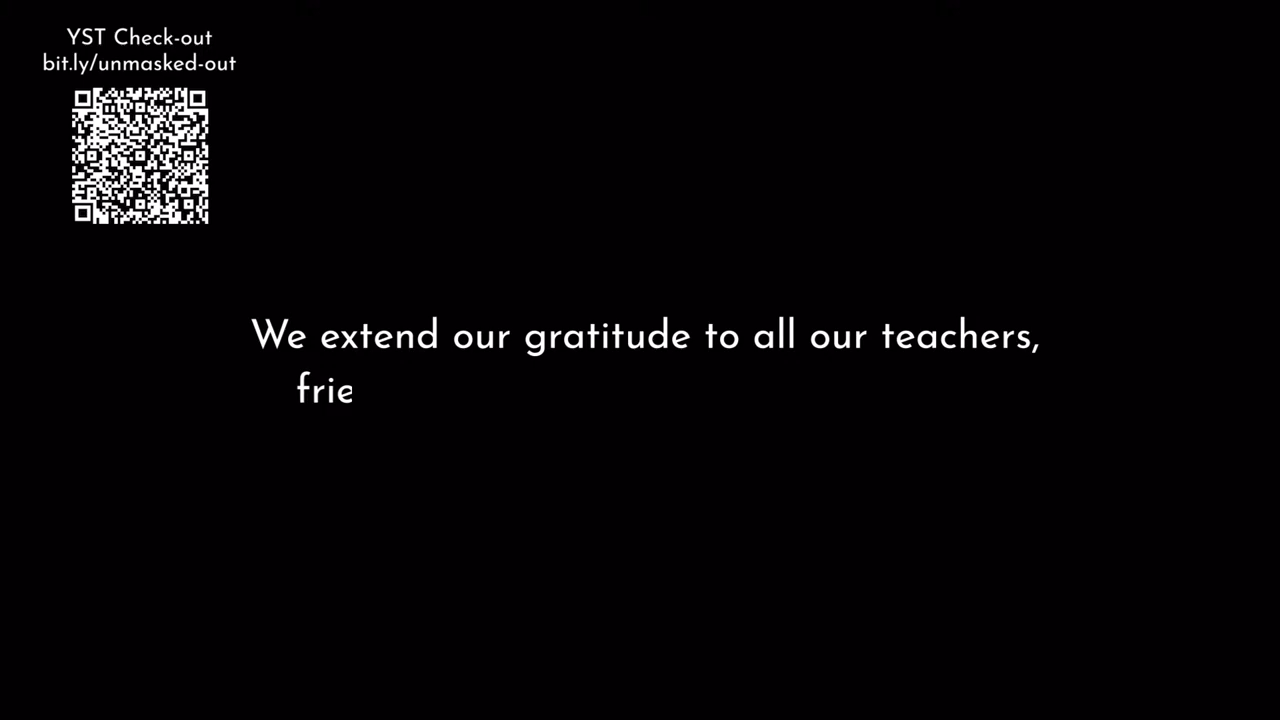 YST Check-out
bit.ly/unmasked-out
We extend our gratitude to all our teachers,
frie